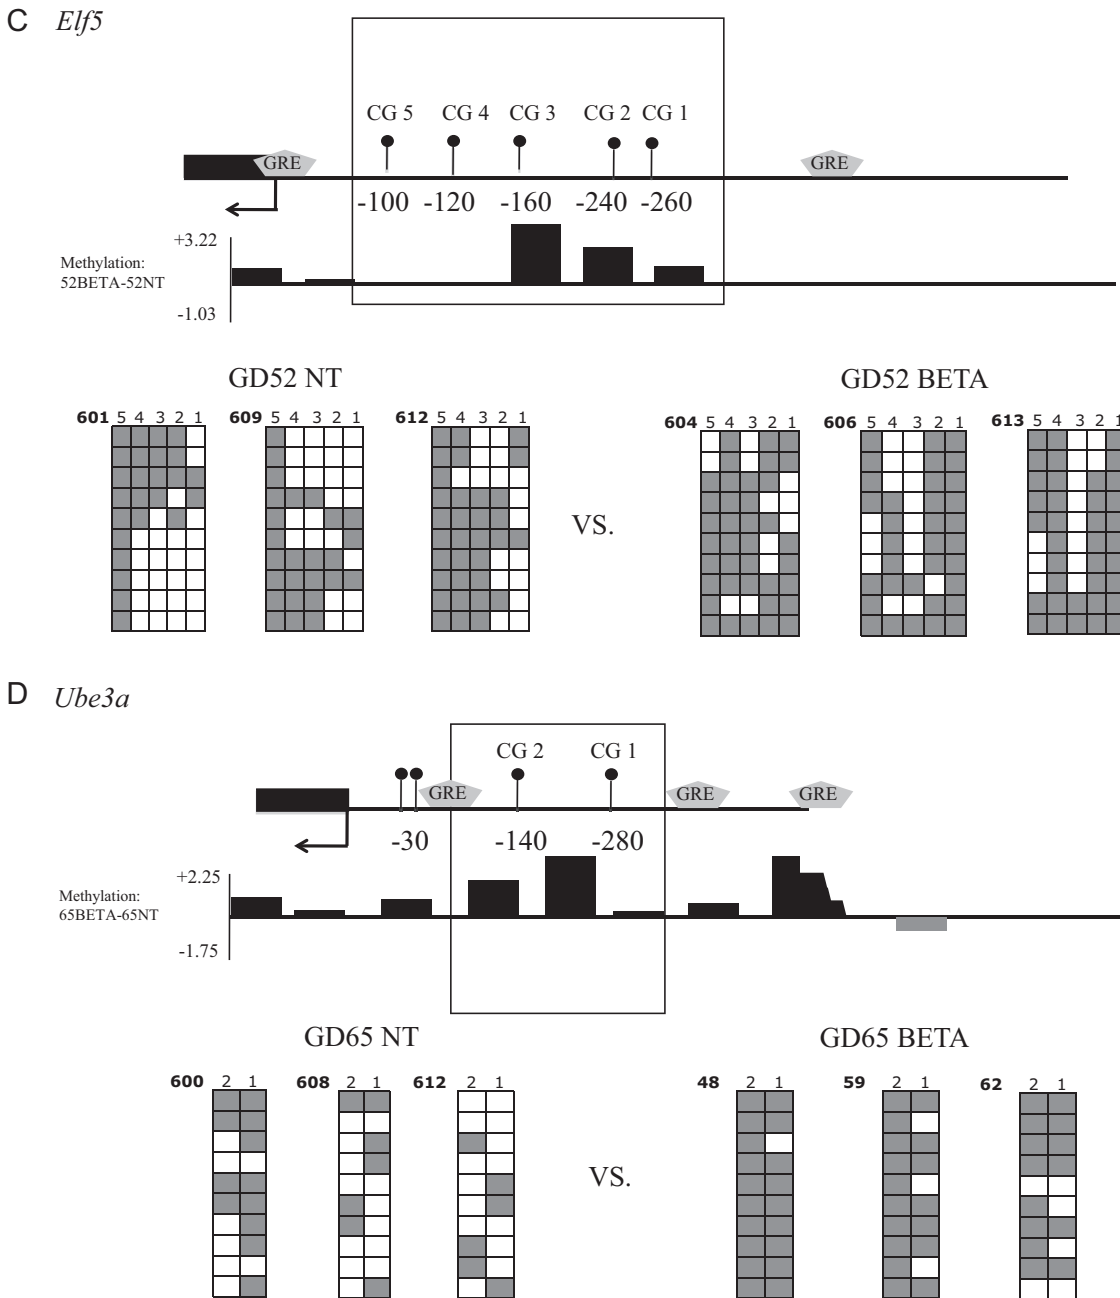 C Elf5
CG 5 CG 4 CG 3 CG 2 CG 1
GRE GRE
-100 -120 -160 -240 -260
+3.22
Methylation:
52BETA-52NT
-1.03
GD52 NT GD52 BETA
601 5 4 3 2 1 609 5 4 3 2 1 612 5 4 3 2 1 604 5 4 3 2 1 606 5 4 3 2 1 613 5 4 3 2 1
VS.
D Ube3a
CG 2 CG 1
GRE GRE GRE
-30 -140 -280
+2.25
Methylation:
65BETA-65NT
-1.75
GD65 NT GD65 BETA
600 2 1 608 2 1 612 2 1 48 2 1 59 2 1 62 2 1
VS.